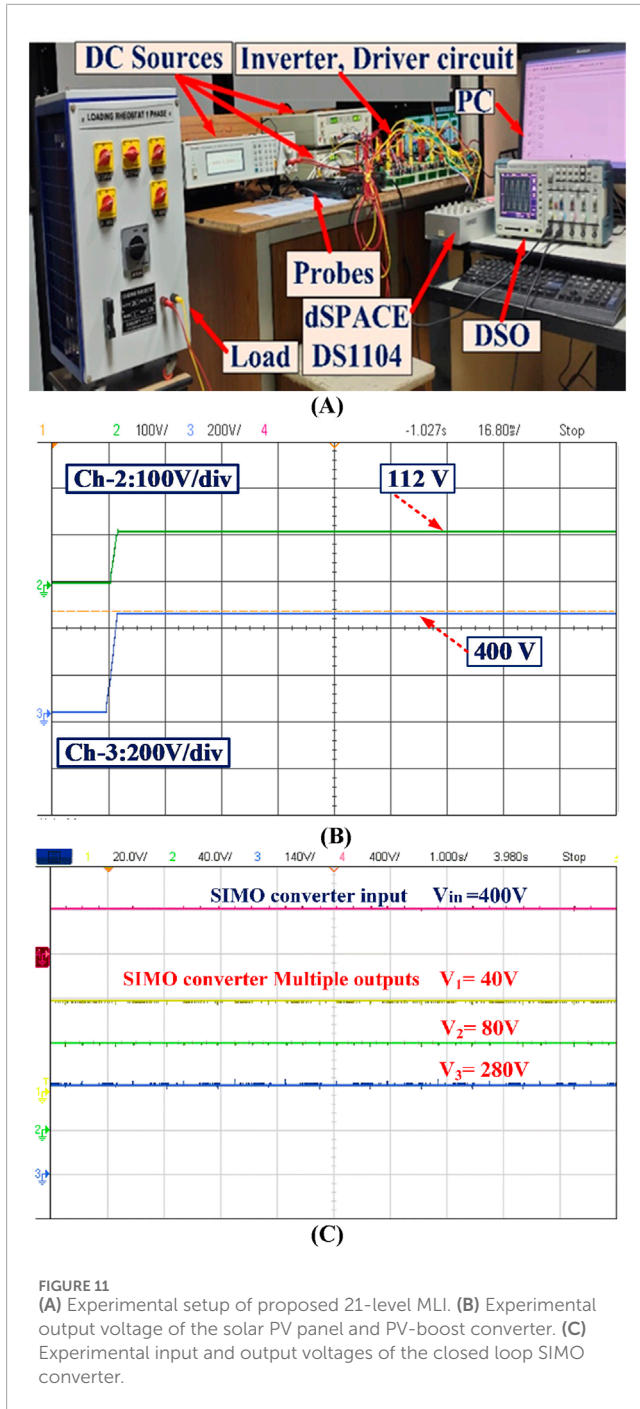 DC Sources
Inverter, Driver circuit
PC
LOADING RHEOSTAT 1 PHASE
Probes
dSPACE
DS1104
DSO
Load
(A)
1 2 100V/ 3 200V/ 4 -1.027s 16.80s/ Stop
Ch-2:100V/div
112 V
2
400 V
3
Ch-3:200V/div
(B)
1 20.0V/ 2 40.0V/ 3 140V/ 4 400V/ 1.000s/ 3.980s Stop
SIMO converter input Vin =400V
SIMO converter Multiple outputs V1= 40V
V2= 80V
V3= 280V
1
2
3
(C)
FIGURE 11
(A) Experimental setup of proposed 21-level MLI. (B) Experimental
output voltage of the solar PV panel and PV-boost converter. (C)
Experimental input and output voltages of the closed loop SIMO
converter.